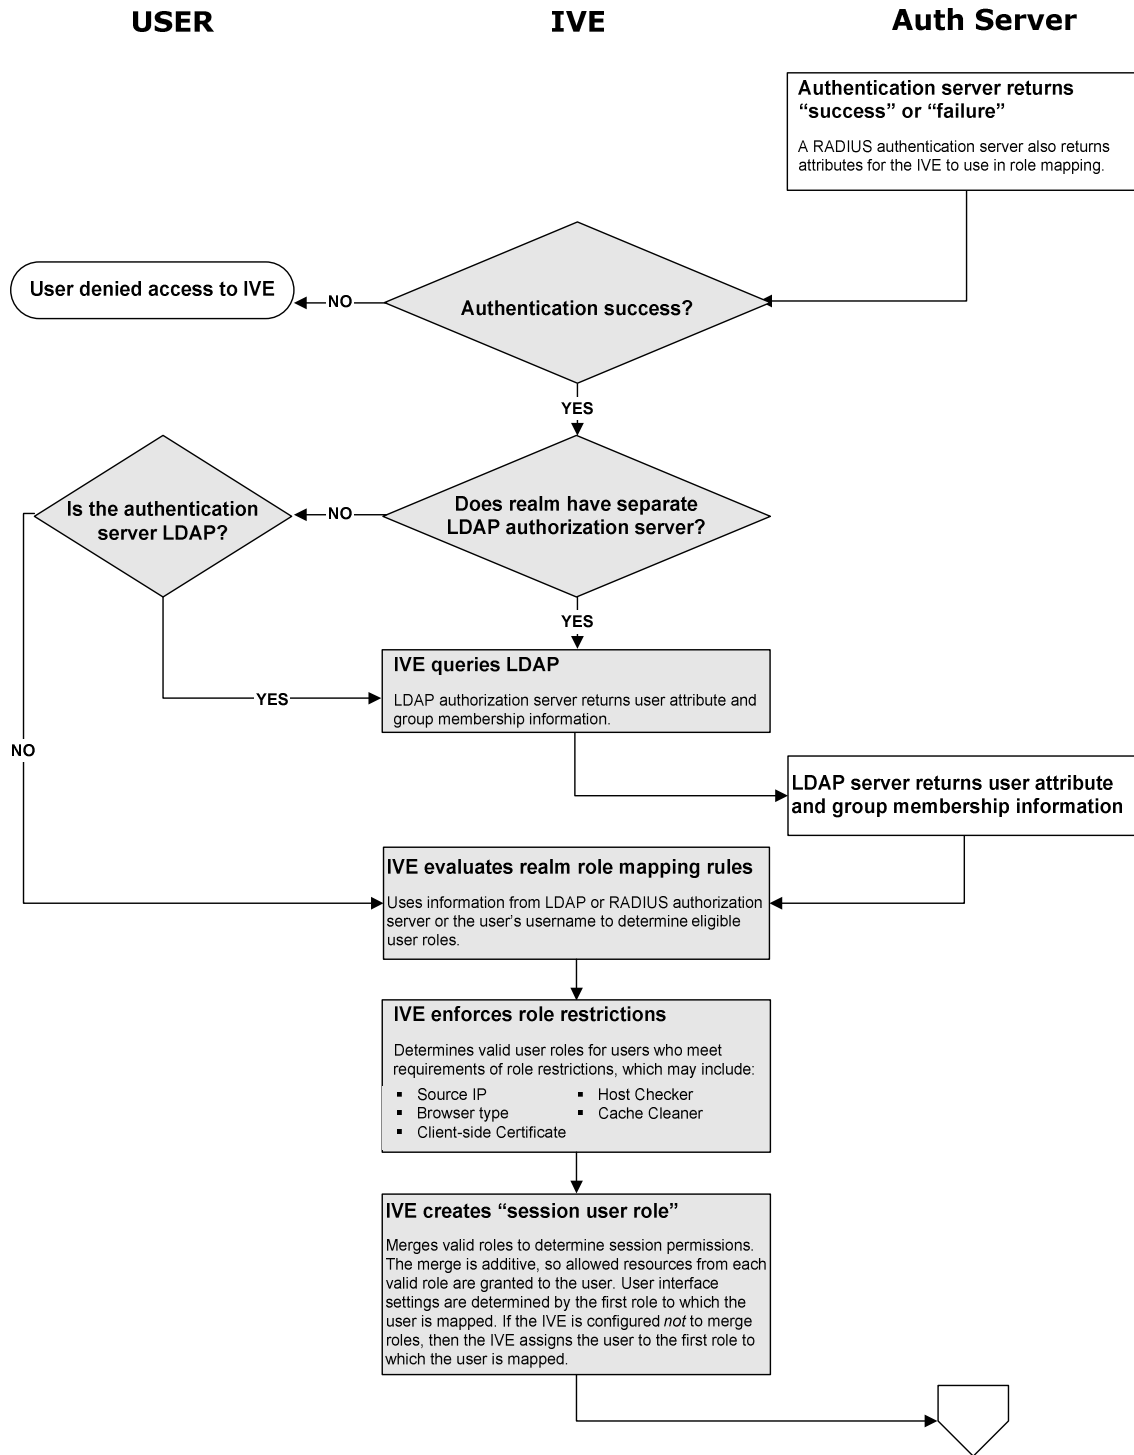 USER
IVE
Auth Server
Authentication server returns
“success” or “failure”
A RADIUS authentication server also returns
attributes for the IVE to use in role mapping.
User denied access to IVE
NO
Authentication success?
YES
Is the authentication
server LDAP?
NO
Does realm have separate
LDAP authorization server?
YES
IVE queries LDAP
LDAP authorization server returns user attribute and
group membership information.
YES
NO
LDAP server returns user attribute
and group membership information
IVE evaluates realm role mapping rules
Uses information from LDAP or RADIUS authorization
server or the user’s username to determine eligible
user roles.
IVE enforces role restrictions
Determines valid user roles for users who meet
requirements of role restrictions, which may include:
▪ Source IP
▪ Browser type
▪ Client-side Certificate
▪ Host Checker
▪ Cache Cleaner
IVE creates “session user role”
Merges valid roles to determine session permissions.
The merge is additive, so allowed resources from each
valid role are granted to the user. User interface
settings are determined by the first role to which the
user is mapped. If the IVE is configured not to merge
roles, then the IVE assigns the user to the first role to
which the user is mapped.